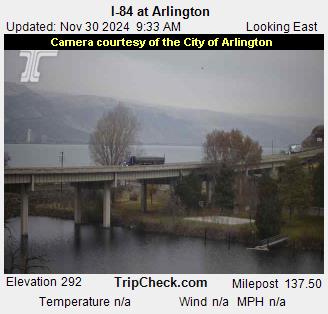 I-84 at Arlington
Updated: Nov 30 2024 9:33 AM Looking East
Camera courtesy of the City of Arlington
Elevation 292 TripCheck.com Milepost 137.50
Temperature n/a Wind n/a MPH n/a